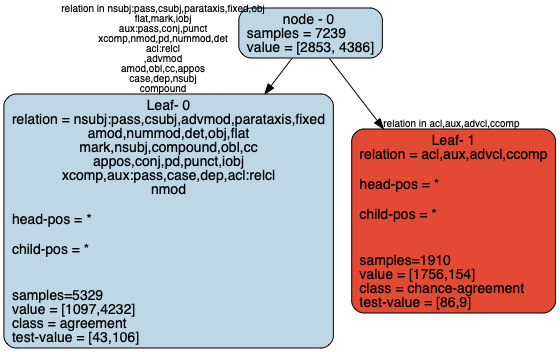 relation in nsubj:pass,csubj,parataxis,fixed,obj
flat,mark,iobj
aux:pass,conj,punct
xcomp,nmod,pd,nummod,det
acl:relcl
,advmod
amod,obl,cc,appos
case,dep,nsubj
compound
node - 0
samples = 7239
value = [2853, 4386]
Leaf- 0
relation = nsubj:pass,csubj,advmod,parataxis,fixed
amod,nummod,det,obj,flat
mark,nsubj,compound,obl,cc
appos,conj,pd,punct,iobj
xcomp,aux:pass,case,dep,acl:relcl
nmod
head-pos = *
child-pos = *
samples=5329
value = [1097,4232]
class = agreement
test-value = [43,106]
relation in acl,aux,advcl,ccomp
Leaf- 1
relation = acl,aux,advcl,ccomp
head-pos = *
child-pos = *
samples=1910
value = [1756,154]
class = chance-agreement
test-value = [86,9]